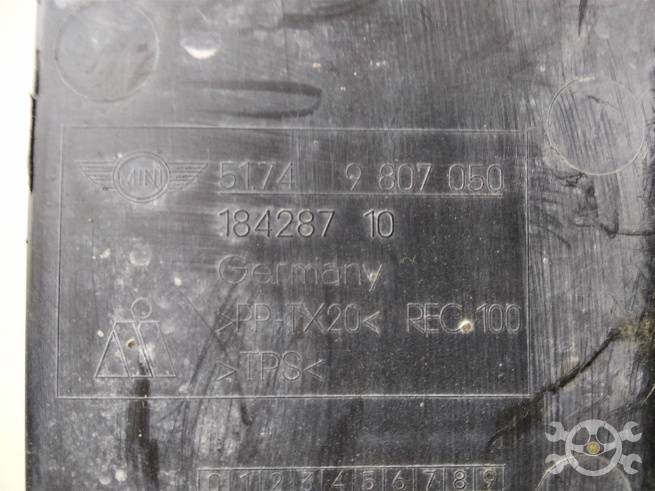 MINI 5174 9 807 050
184287 10
Germany
>PP-TX20< REC 100
>TPS<
0 1 2 3 4 5 6 7 8 9